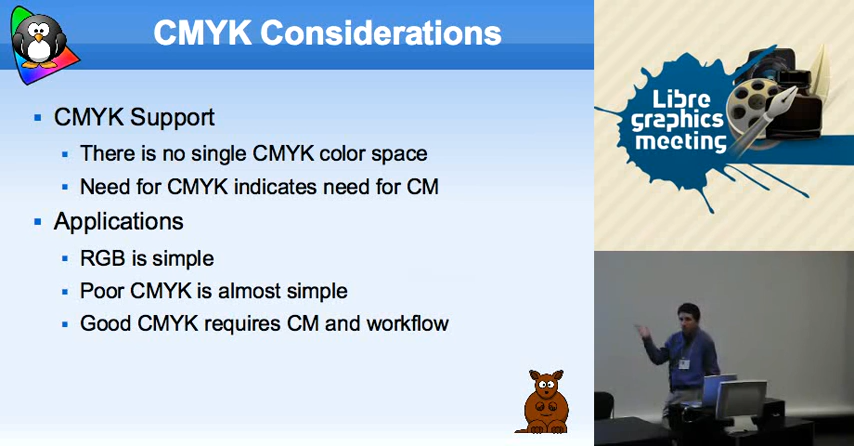 CMYK Considerations
CMYK Support
There is no single CMYK color space
Need for CMYK indicates need for CM
Applications
RGB is simple
Poor CMYK is almost simple
Good CMYK requires CM and workflow
Libre
graphics
meeting